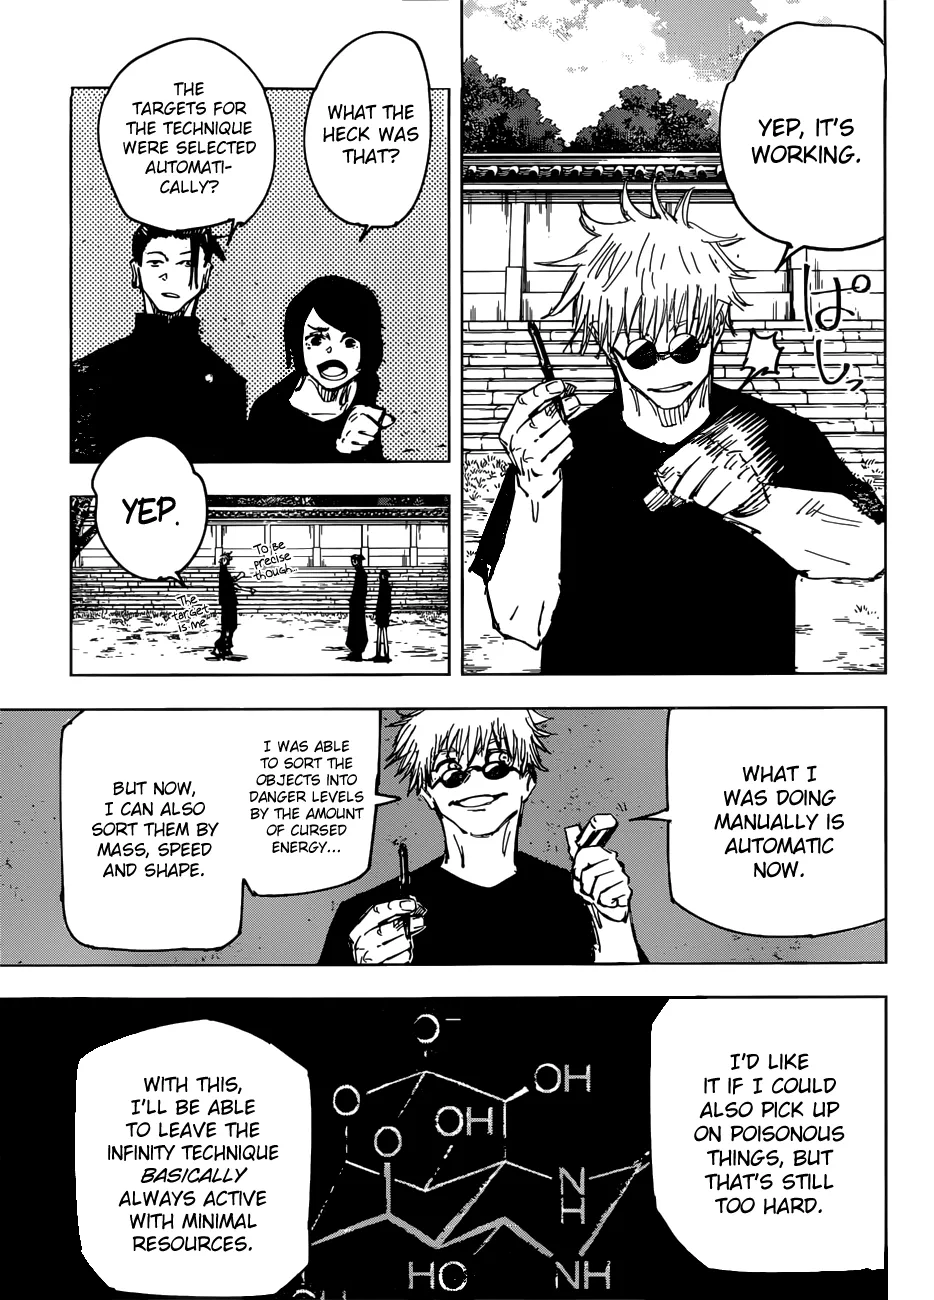 YEP, IT'S
WORKING.
ぱしっ
WHAT THE
HECK WAS
THAT?
THE
TARGETS FOR
THE TECHNIQUE
WERE SELECTED
AUTOMATI-
CALLY?
YEP.
To be
precise
though...
The
target
is me
WHAT I
WAS DOING
MANUALLY IS
AUTOMATIC
NOW.
I WAS ABLE
TO SORT THE
OBJECTS INTO
DANGER LEVELS
BY THE AMOUNT
OF CURSED
ENERGY...
BUT NOW,
I CAN ALSO
SORT THEM BY
MASS, SPEED
AND SHAPE.
I'D LIKE
IT IF I COULD
ALSO PICK UP
ON POISONOUS
THINGS, BUT
THAT'S STILL
TOO HARD.
WITH THIS,
I'LL BE ABLE
TO LEAVE THE
INFINITY TECHNIQUE
BASICALLY
ALWAYS ACTIVE
WITH MINIMAL
RESOURCES.
O⁻
O
OH
OH
O
N
H
HO
NH
OH